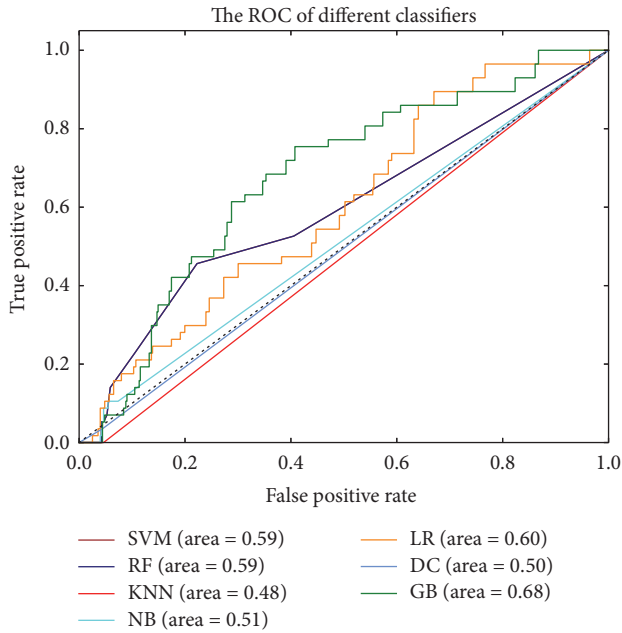 The ROC of different classifiers
1.0
0.8
0.6
0.4
0.2
0.0
True positive rate
0.0 0.2 0.4 0.6 0.8 1.0
False positive rate
SVM (area = 0.59)
RF (area = 0.59)
KNN (area = 0.48)
NB (area = 0.51)
LR (area = 0.60)
DC (area = 0.50)
GB (area = 0.68)